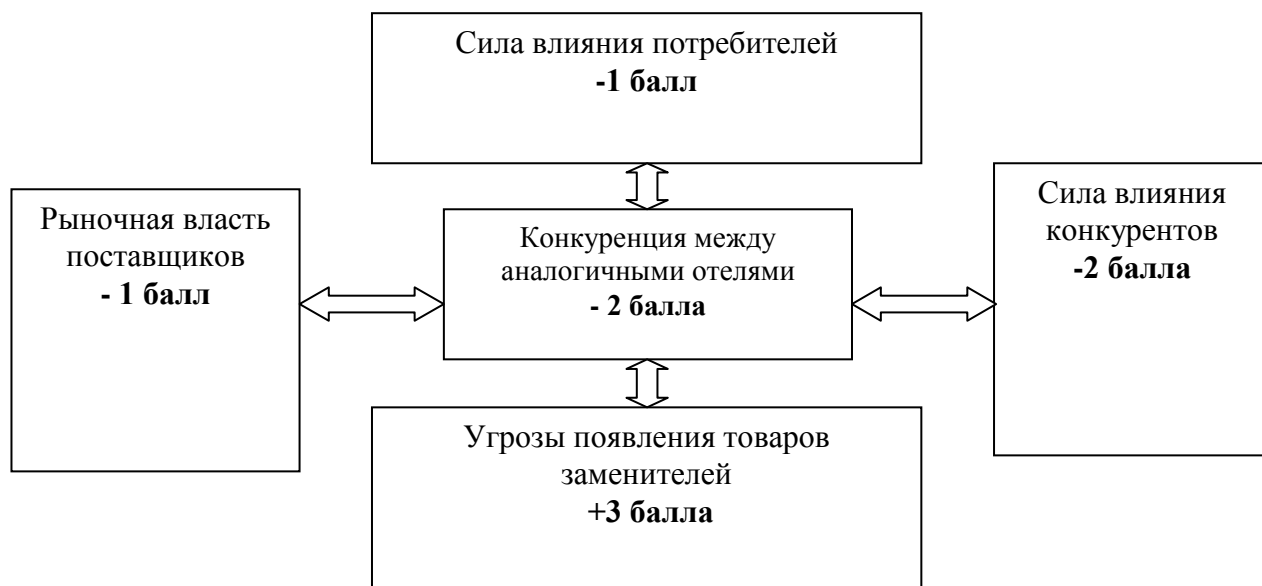 Сила влияния потребителей
-1 балл
Рыночная власть
поставщиков
- 1 балл
Конкуренция между
аналогичными отелями
- 2 балла
Сила влияния
конкурентов
-2 балла
Угрозы появления товаров
заменителей
+3 балла